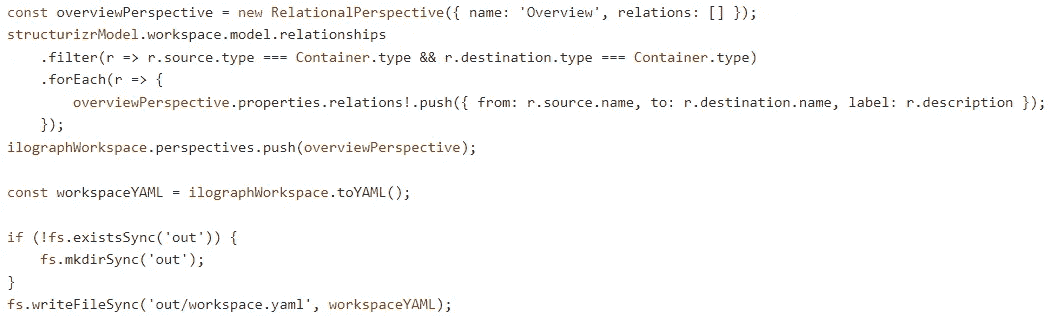 const overviewPerspective = new RelationalPerspective({ name: 'Overview', relations: [] });
structurizrModel.workspace.model.relationships
    .filter(r => r.source.type === Container.type && r.destination.type === Container.type)
    .forEach(r => {
        overviewPerspective.properties.relations!.push({ from: r.source.name, to: r.destination.name, label: r.description });
    });
ilographWorkspace.perspectives.push(overviewPerspective);

const workspaceYAML = ilographWorkspace.toYAML();

if (!fs.existsSync('out')) {
    fs.mkdirSync('out');
}
fs.writeFileSync('out/workspace.yaml', workspaceYAML);